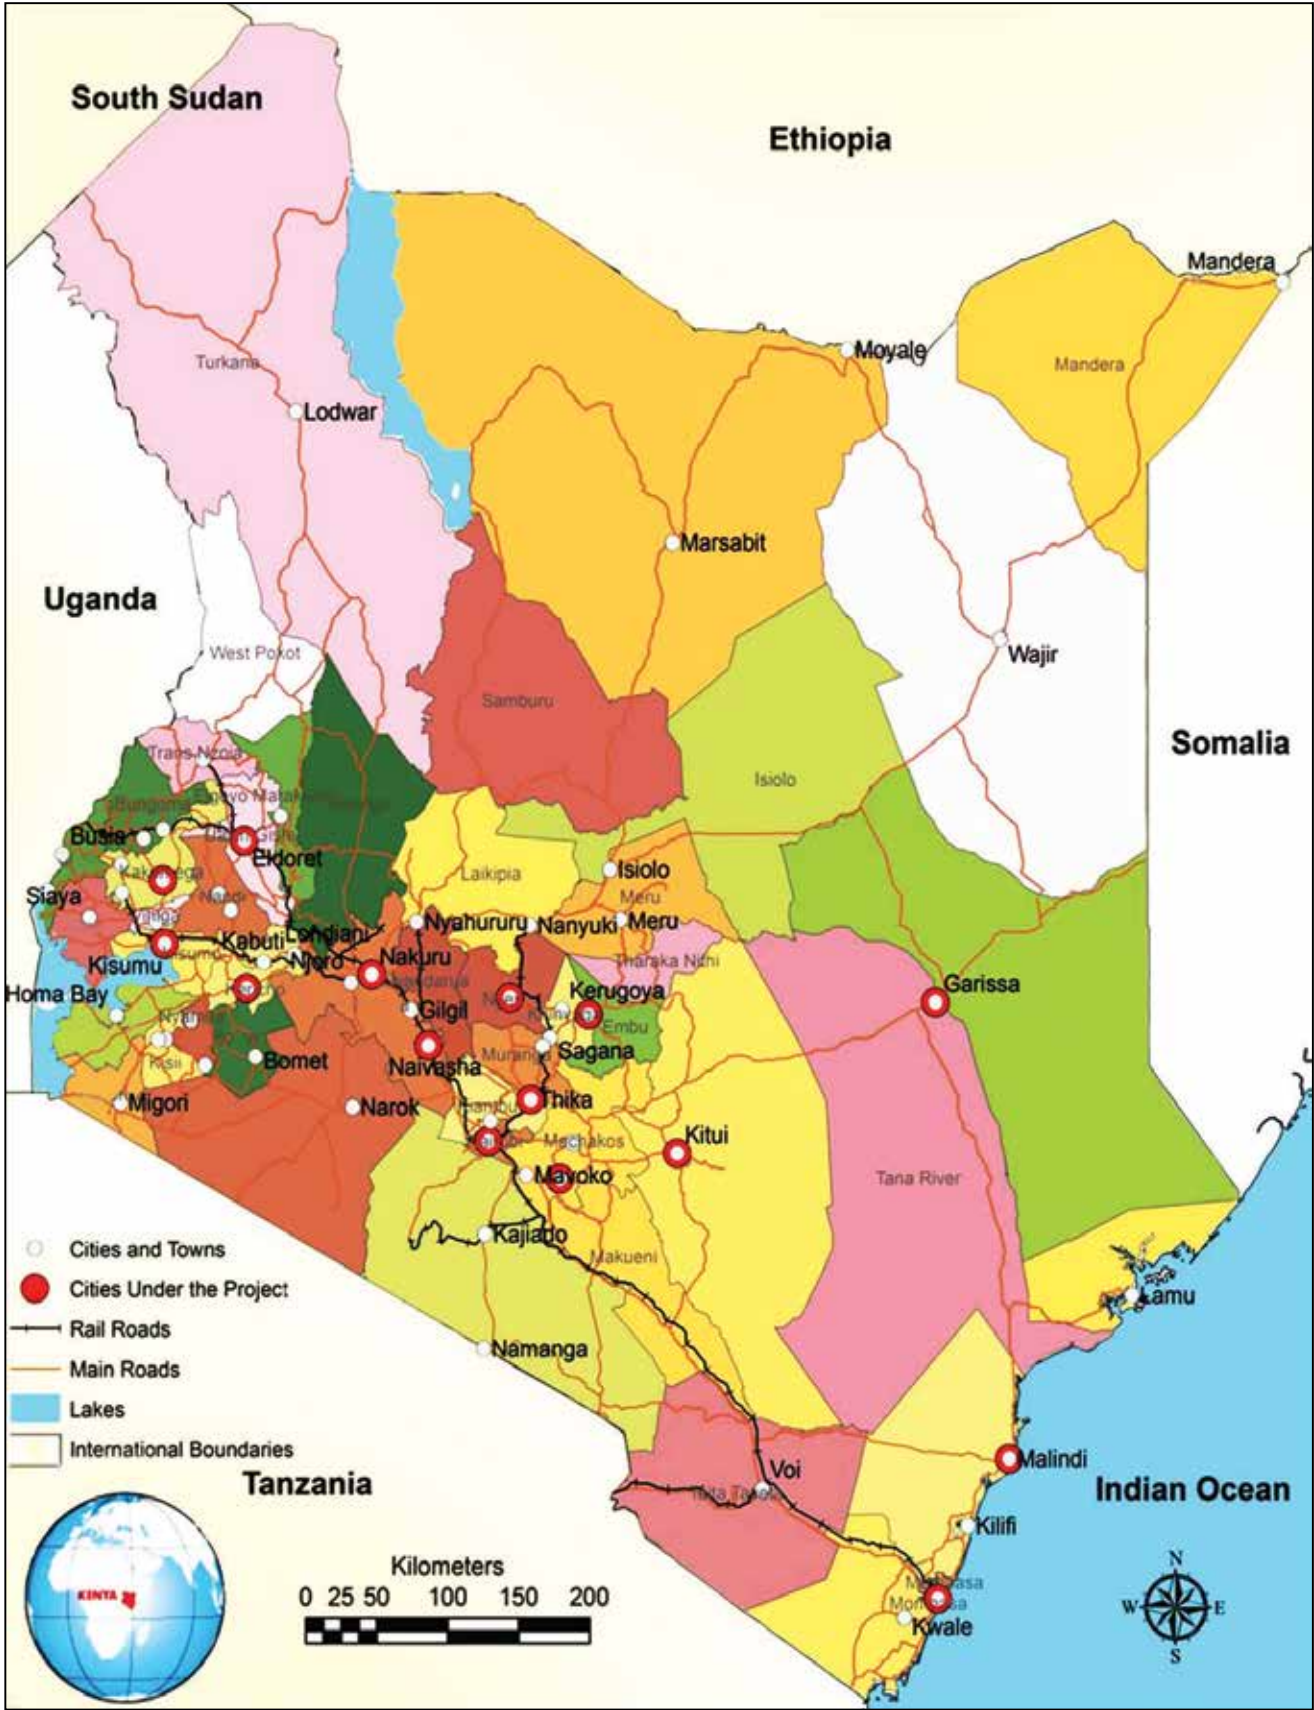 South Sudan
Ethiopia
Mandera
Moyale
Mandera
Turkana
Lodwar
Marsabit
Uganda
West Pokot
Wajir
Samburu
Somalia
Trans Nzoia
Isiolo
Bungoma
Busia
Eldoret
Laikipia
Isiolo
Meru
Siaya
Nandi
Nyahururu
Nanyuki
Meru
Kabuti
Londiani
Kisumu
Njoro
Nakuru
Tharaka Nithi
Homa Bay
Gilgil
Kerugoya
Garissa
Embu
Kisii
Bomet
Naivasha
Muranga
Sagana
Migori
Narok
Thika
Machakos
Kitui
Mavoko
Tana River
Kajiado
Makueni
Lamu
Namanga
Cities and Towns
Cities Under the Project
Rail Roads
Main Roads
Lakes
International Boundaries
Tanzania
Voi
Malindi
Indian Ocean
Kilifi
KENYA
Kilometers
0 25 50 100 150 200
Kwale
N
W E
S